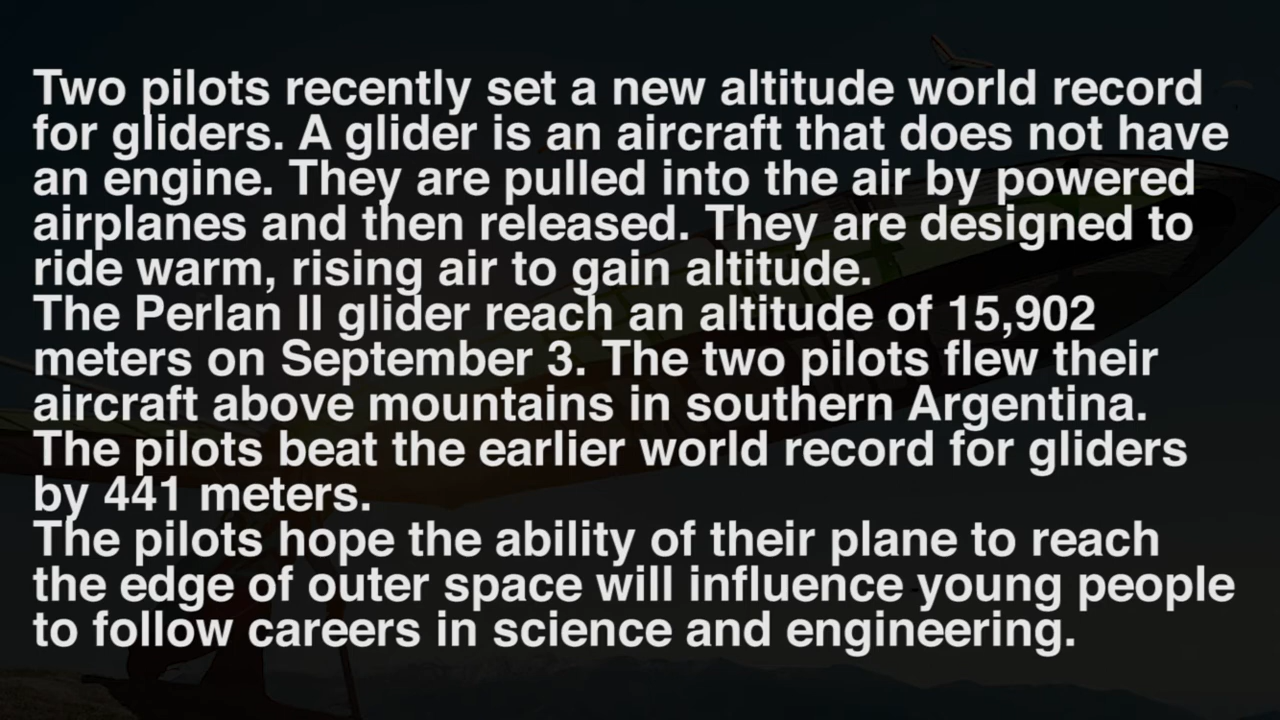 Two pilots recently set a new altitude world record
for gliders. A glider is an aircraft that does not have
an engine. They are pulled into the air by powered
airplanes and then released. They are designed to
ride warm, rising air to gain altitude.
The Perlan II glider reach an altitude of 15,902
meters on September 3. The two pilots flew their
aircraft above mountains in southern Argentina.
The pilots beat the earlier world record for gliders
by 441 meters.
The pilots hope the ability of their plane to reach
the edge of outer space will influence young people
to follow careers in science and engineering.